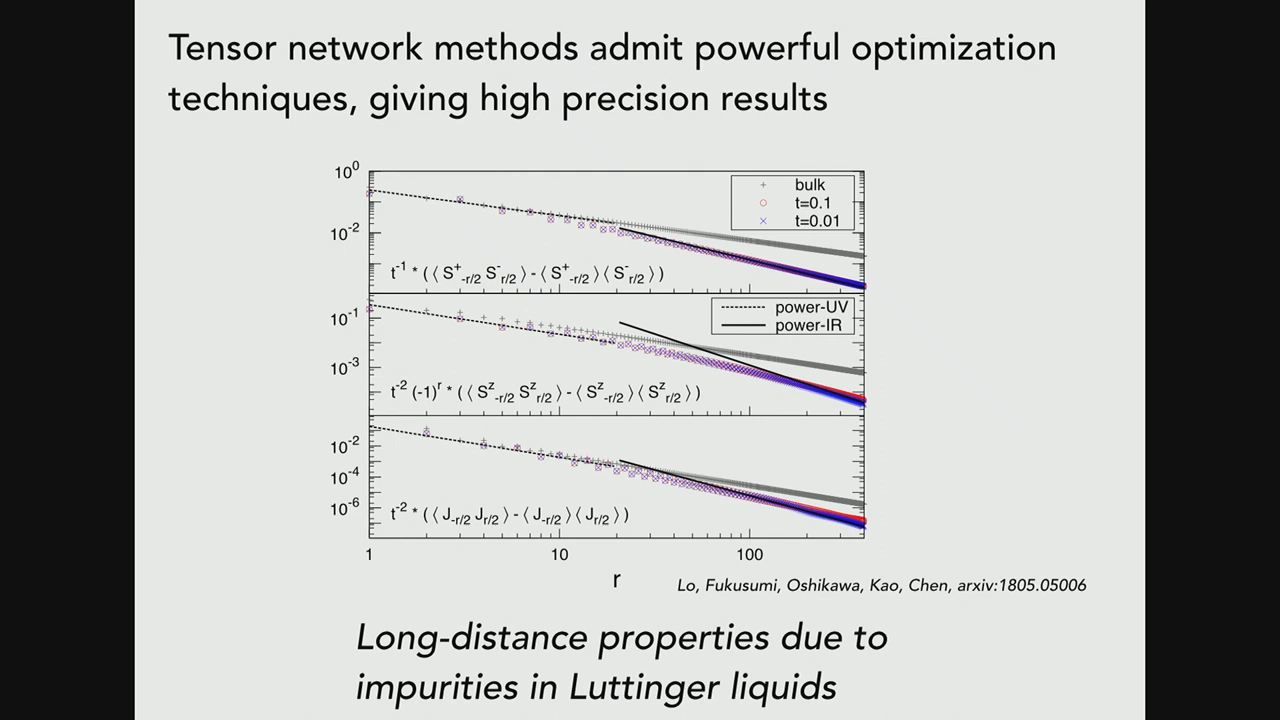 Tensor network methods admit powerful optimization
techniques, giving high precision results
10^0
10^-2
bulk
t=0.1
t=0.01
t^-1 * (⟨ S^+_-r/2 S^-_r/2 ⟩ - ⟨ S^+_-r/2 ⟩⟨ S^-_r/2 ⟩)
10^-1
10^-3
power-UV
power-IR
t^-2 (-1)^r * (⟨ S^z_-r/2 S^z_r/2 ⟩ - ⟨ S^z_-r/2 ⟩⟨ S^z_r/2 ⟩)
10^-2
10^-4
10^-6
t^-2 * (⟨ J_-r/2 J_r/2 ⟩ - ⟨ J_-r/2 ⟩⟨ J_r/2 ⟩)
1 10 100
r
Lo, Fukusumi, Oshikawa, Kao, Chen, arxiv:1805.05006
Long-distance properties due to
impurities in Luttinger liquids